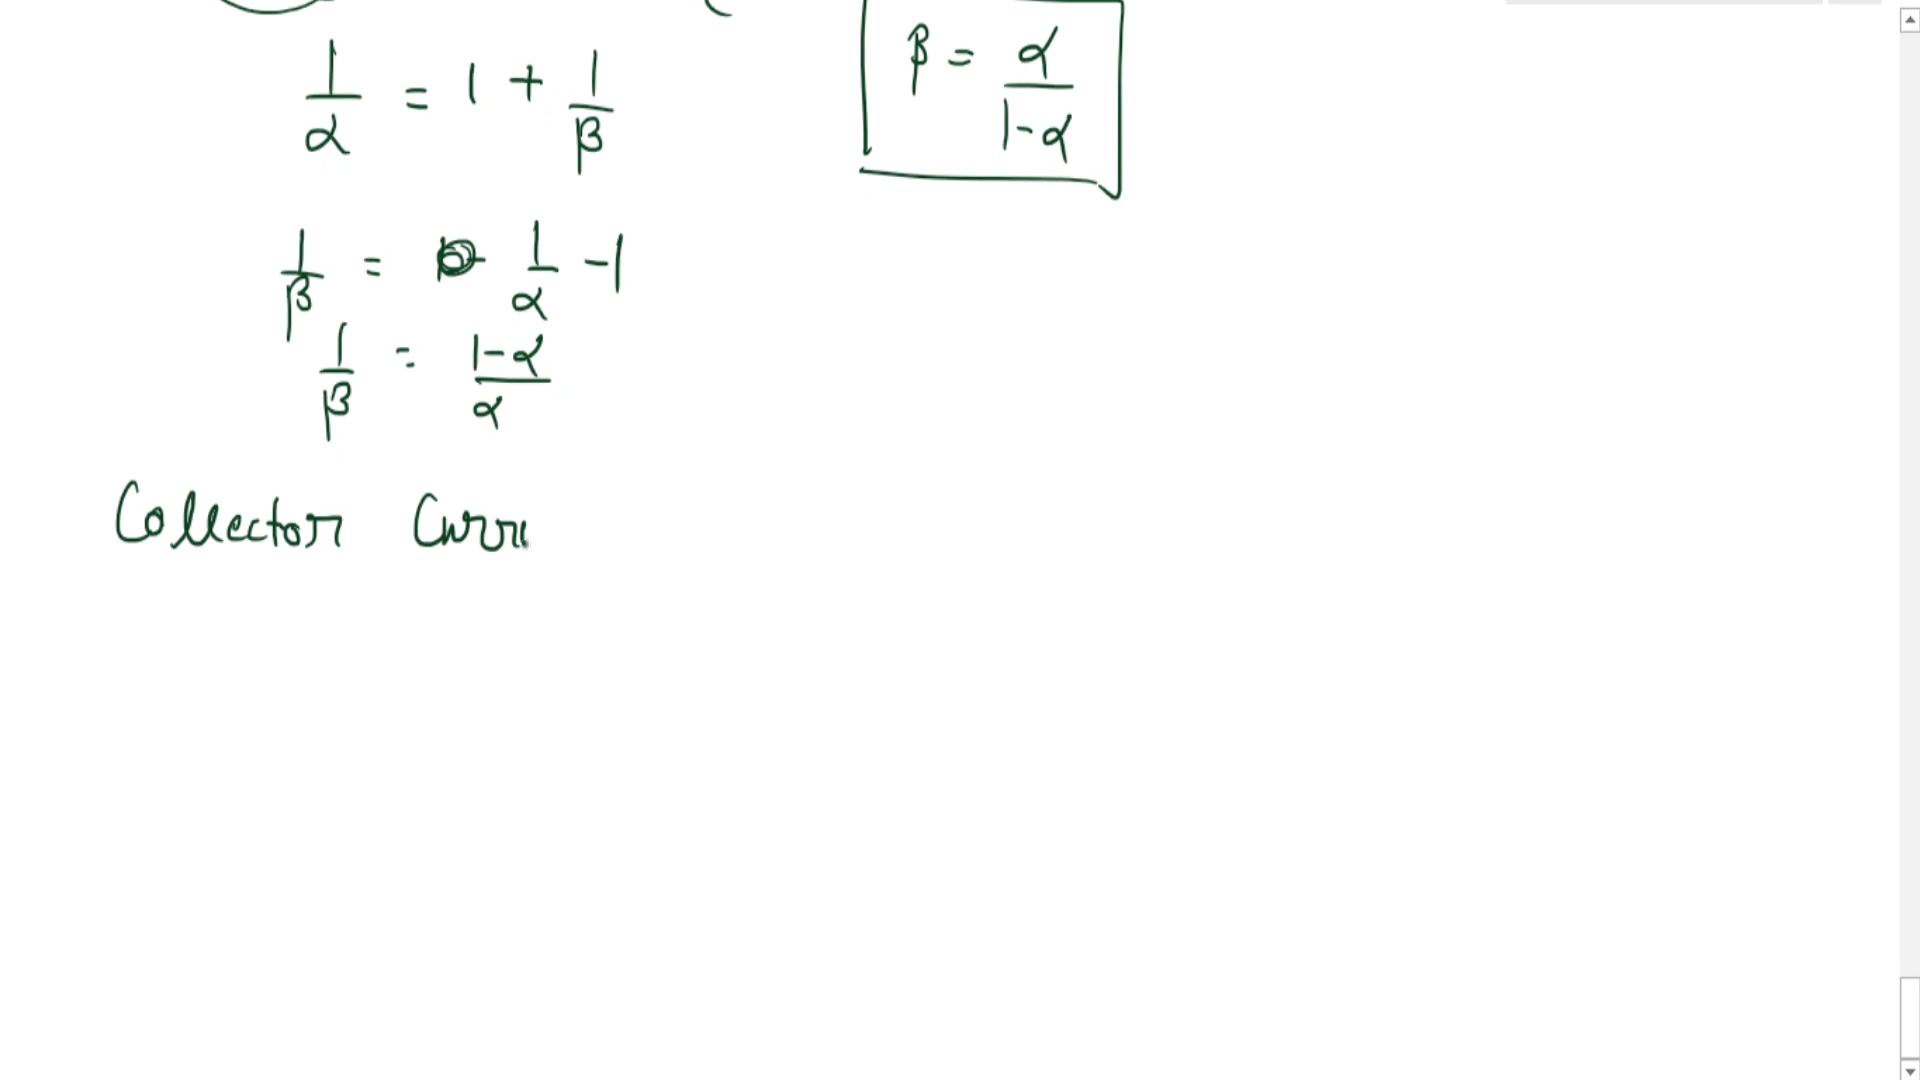 1/α = 1 + 1/β
β = α/1-α
1/β = 1/α -1
1/β = 1-α/α
Collector Curr